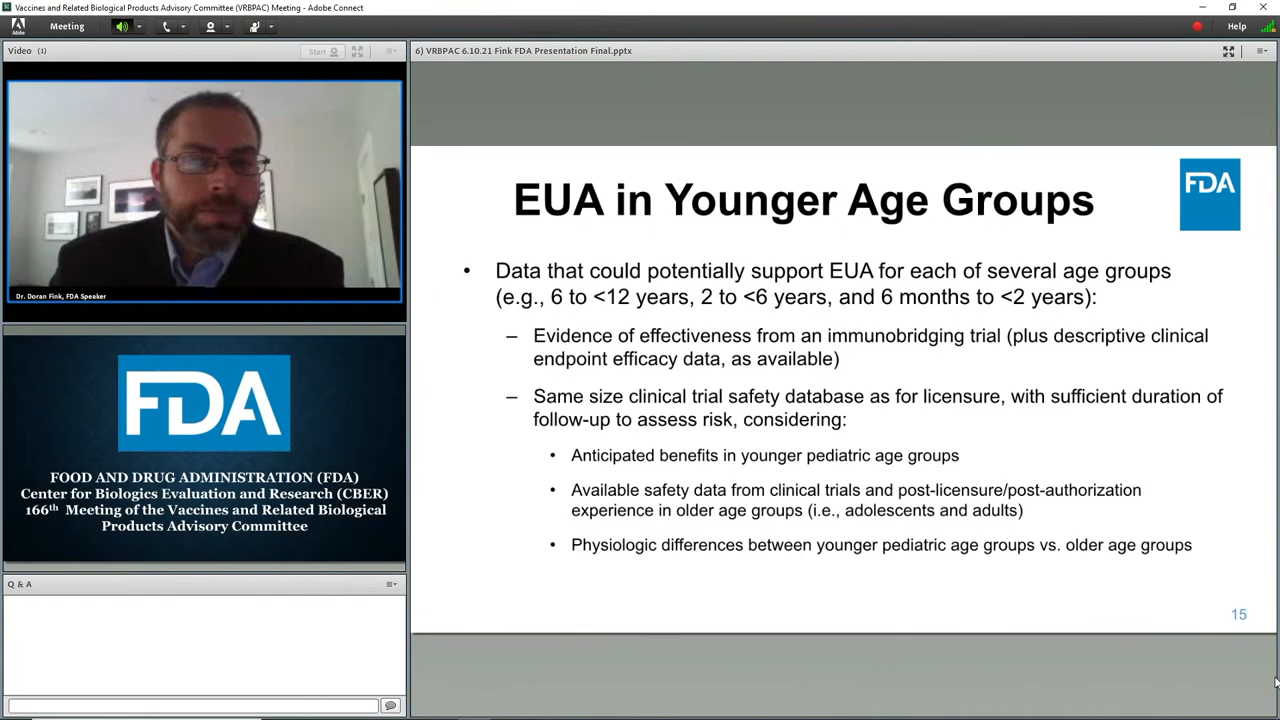 Vaccines and Related Biological Products Advisory Committee (VRBPAC) Meeting - Adobe Connect
Adobe
Meeting
Help
Video (1)
Start
Dr. Doran Fink, FDA Speaker
FDA
FOOD AND DRUG ADMINISTRATION (FDA)
Center for Biologics Evaluation and Research (CBER)
166th Meeting of the Vaccines and Related Biological
Products Advisory Committee
Q & A
6) VRBPAC 6.10.21 Fink FDA Presentation Final.pptx
EUA in Younger Age Groups
FDA
• Data that could potentially support EUA for each of several age groups
(e.g., 6 to <12 years, 2 to <6 years, and 6 months to <2 years):
– Evidence of effectiveness from an immunobridging trial (plus descriptive clinical
endpoint efficacy data, as available)
– Same size clinical trial safety database as for licensure, with sufficient duration of
follow-up to assess risk, considering:
• Anticipated benefits in younger pediatric age groups
• Available safety data from clinical trials and post-licensure/post-authorization
experience in older age groups (i.e., adolescents and adults)
• Physiologic differences between younger pediatric age groups vs. older age groups
15